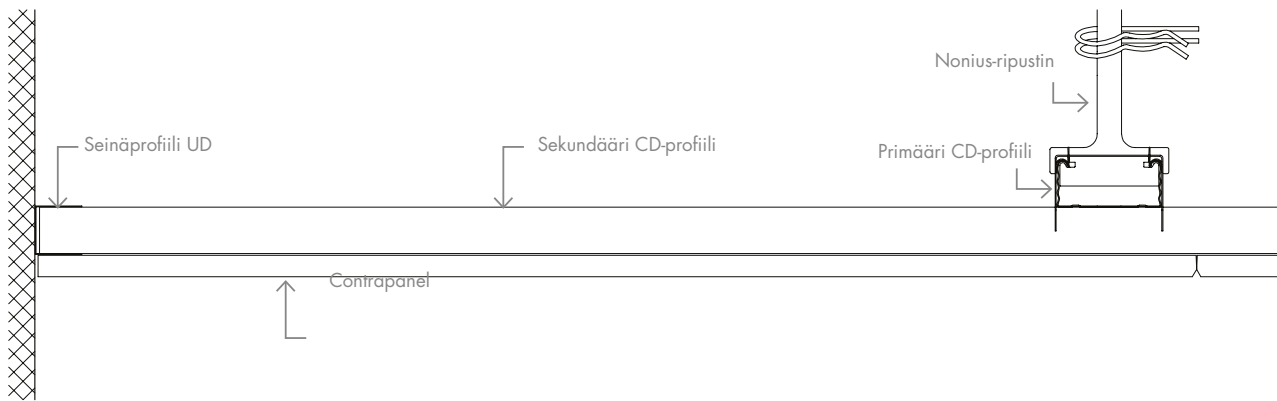 Nonius-ripustin
Seinäprofiili UD
Sekundääri CD-profiili
Primääri CD-profiili
Contrapanel